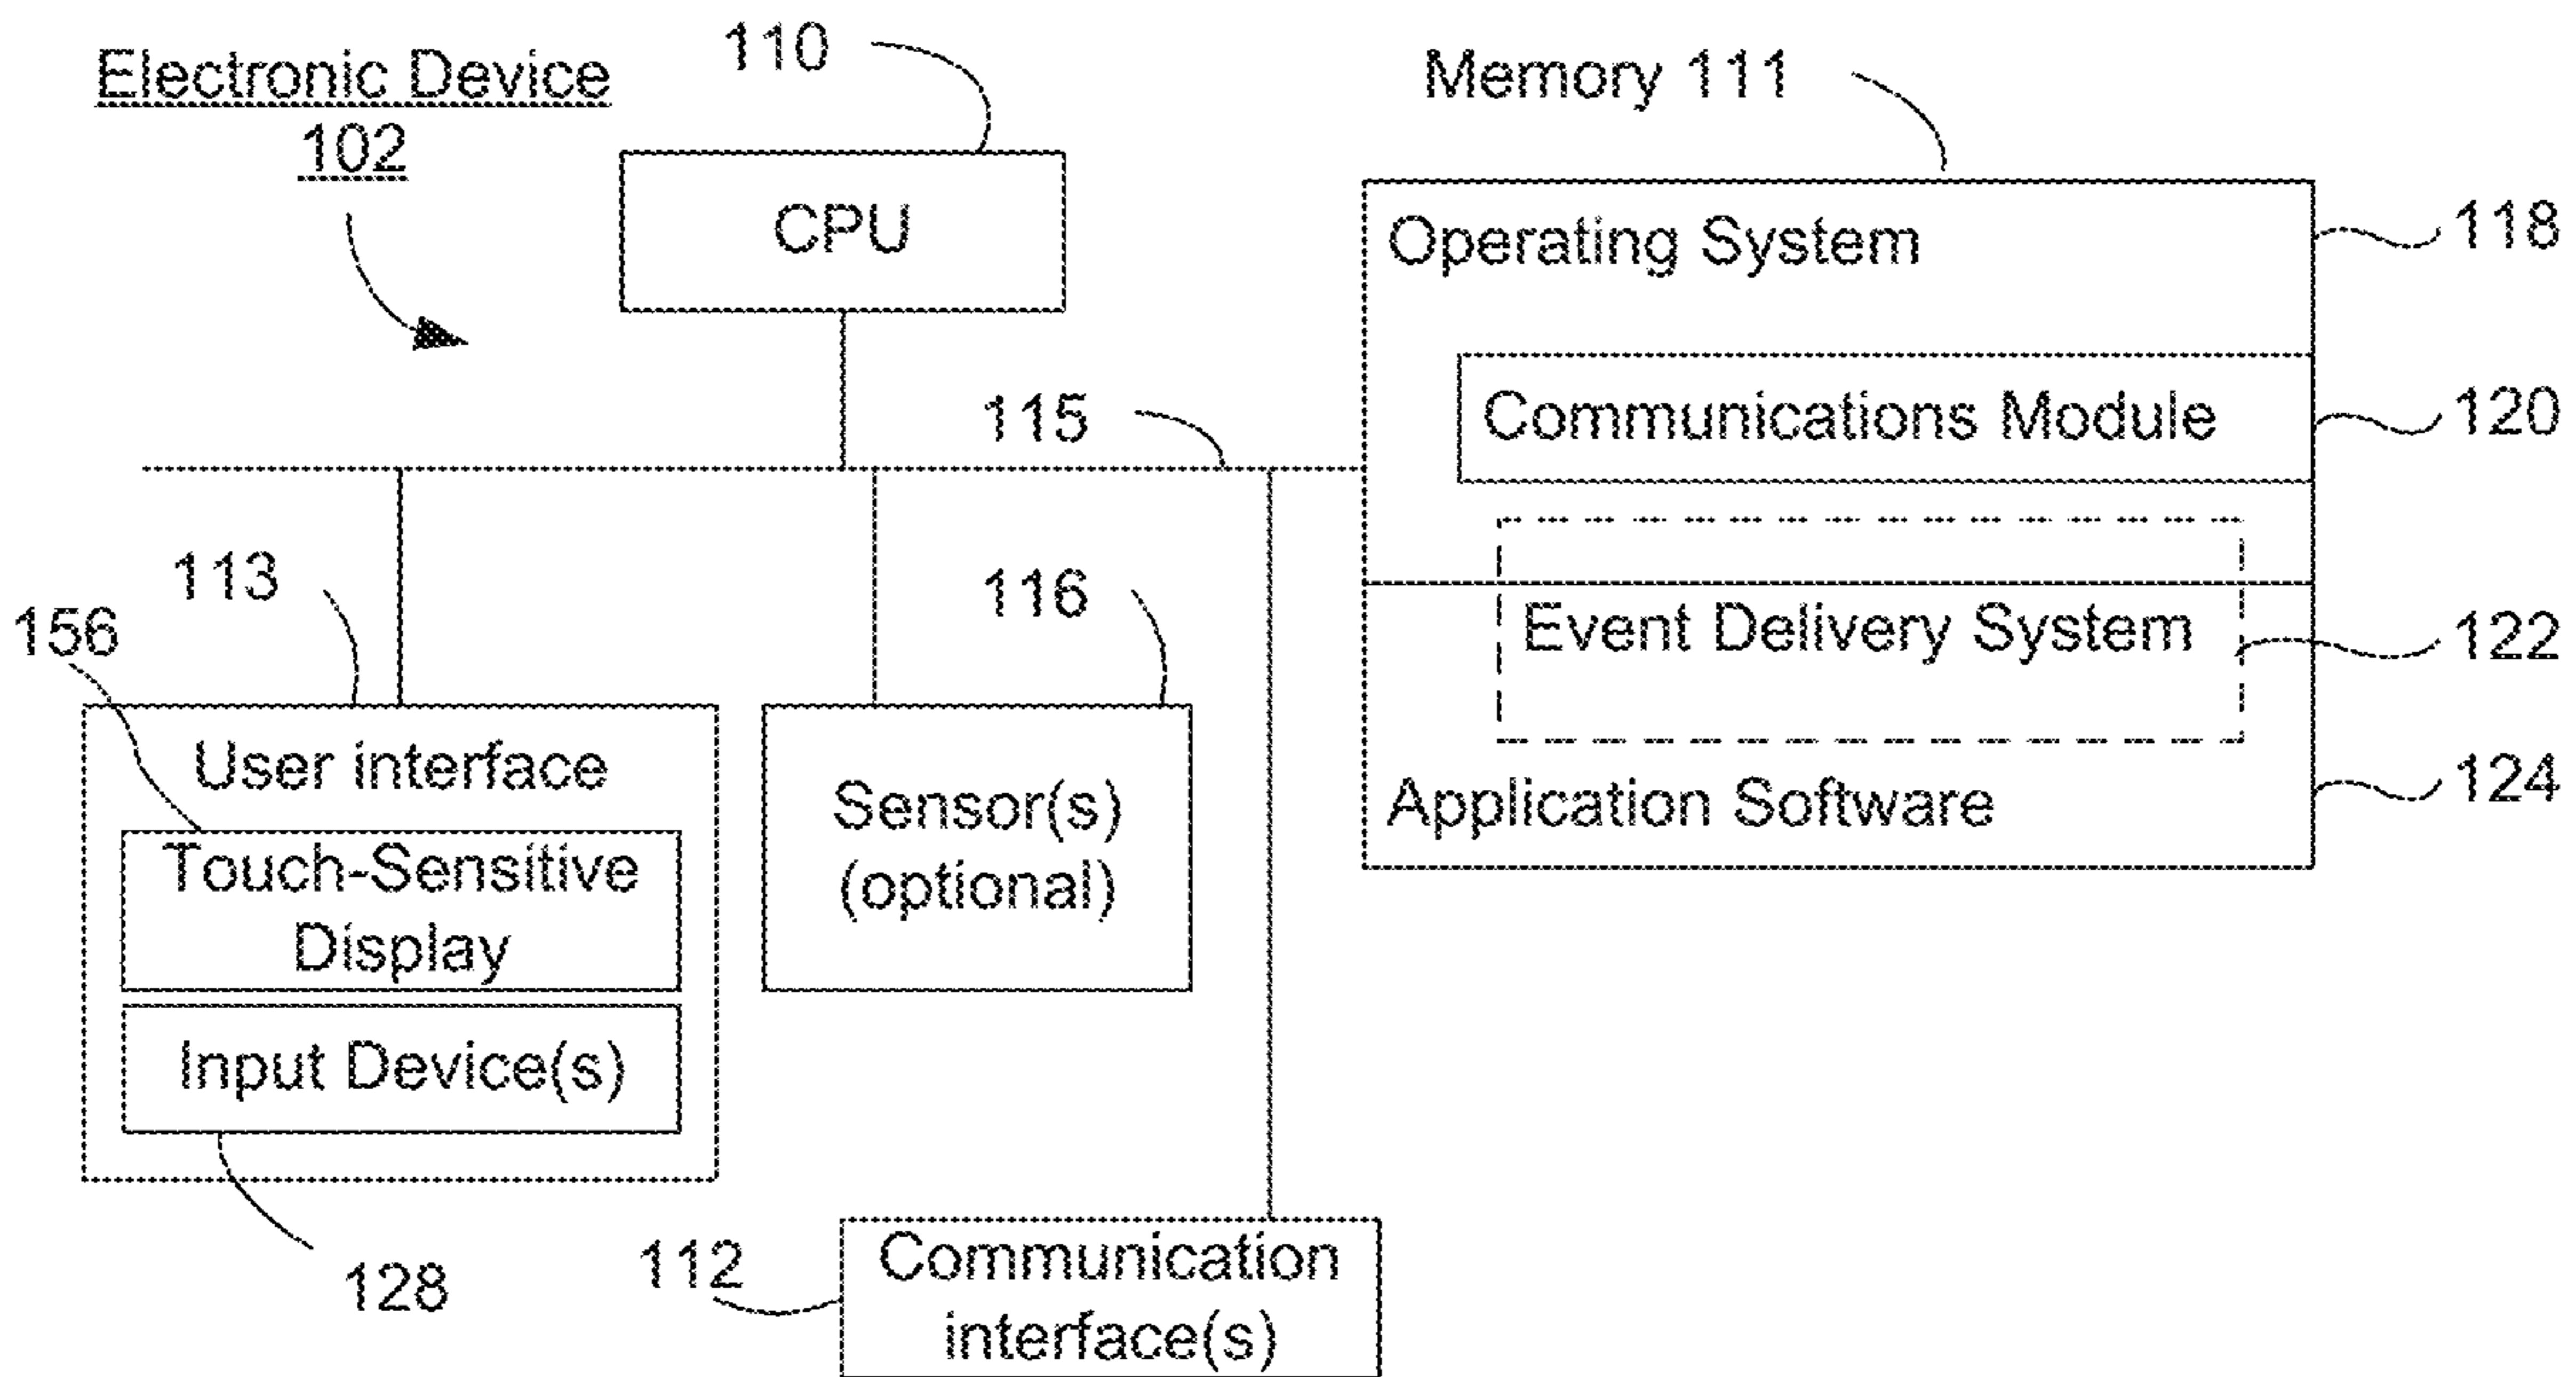 Electronic Device
102
110
CPU
Memory 111
Operating System
118
Communications Module
120
115
Event Delivery System
122
Application Software
124
113
156
User interface
Touch-Sensitive
Display
Input Device(s)
128
116
Sensor(s)
(optional)
112
Communication
interface(s)